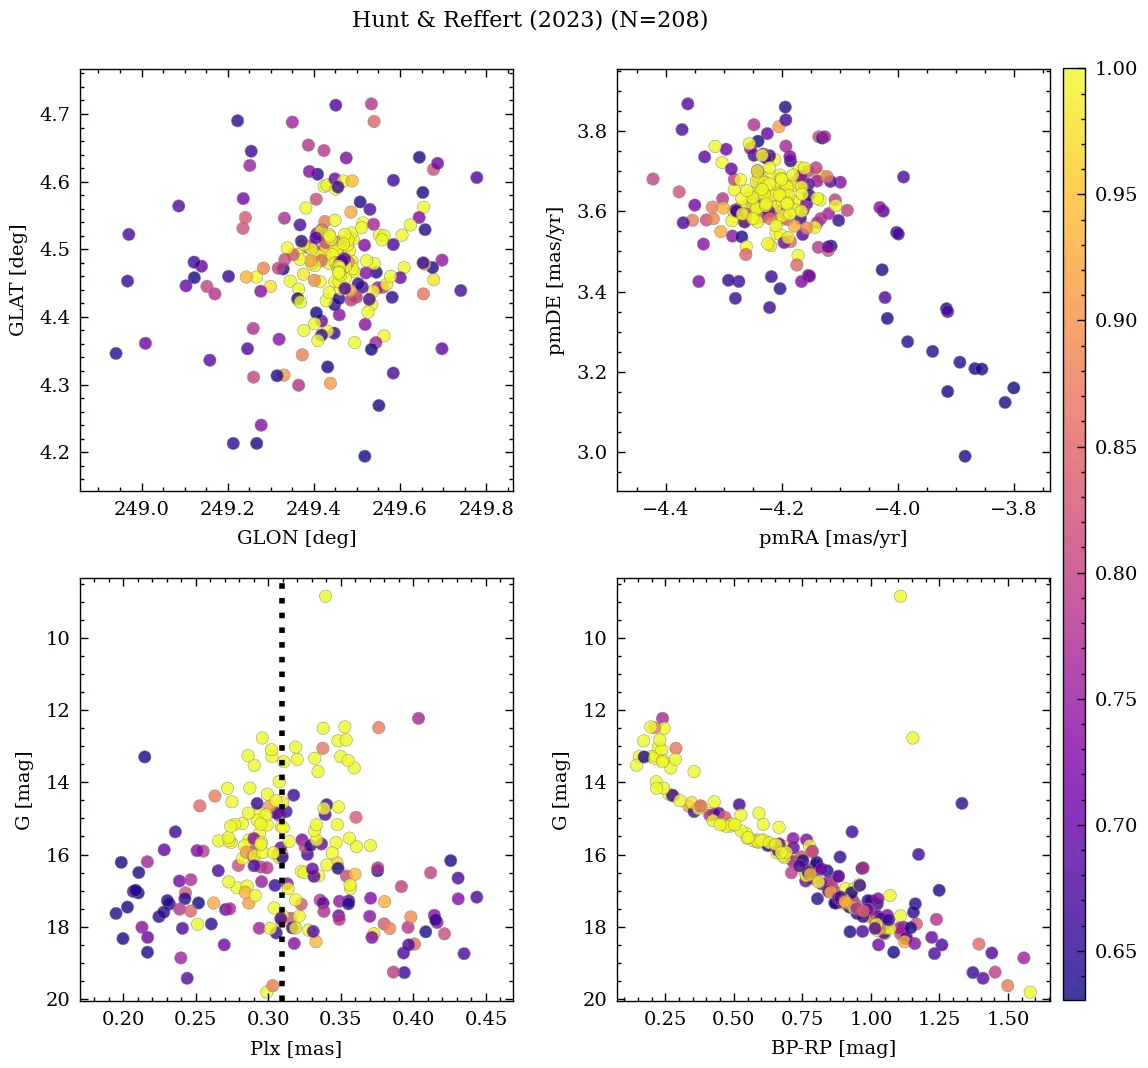 Hunt & Reffert (2023) (N=208)
4.7
4.6
4.5
4.4
4.3
4.2
GLAT [deg]
249.0 249.2 249.4 249.6 249.8
GLON [deg]
3.8
3.6
3.4
3.2
3.0
pmDE [mas/yr]
−4.4 −4.2 −4.0 −3.8
pmRA [mas/yr]
10
12
14
16
18
20
G [mag]
0.20 0.25 0.30 0.35 0.40 0.45
Plx [mas]
10
12
14
16
18
20
G [mag]
0.25 0.50 0.75 1.00 1.25 1.50
BP-RP [mag]
1.00
0.95
0.90
0.85
0.80
0.75
0.70
0.65